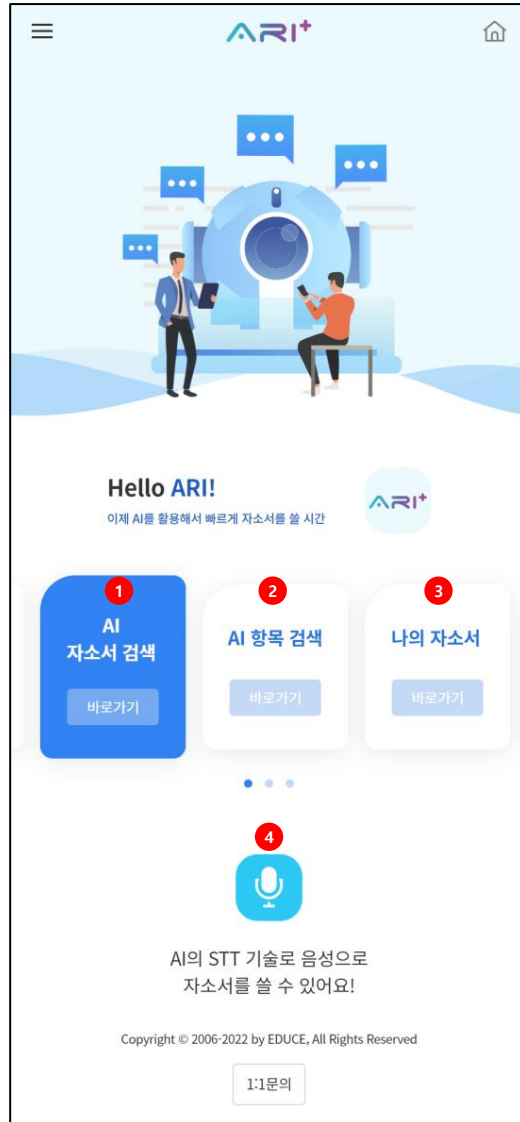 ARI+
Hello ARI!
이제 AI를 활용해서 빠르게 자소서를 쓸 시간
ARI+
1
AI
자소서 검색
바로가기
2
AI 항목 검색
바로가기
3
나의 자소서
바로가기
4
AI의 STT 기술로 음성으로
자소서를 쓸 수 있어요!
Copyright © 2006-2022 by EDUCE, All Rights Reserved
1:1문의